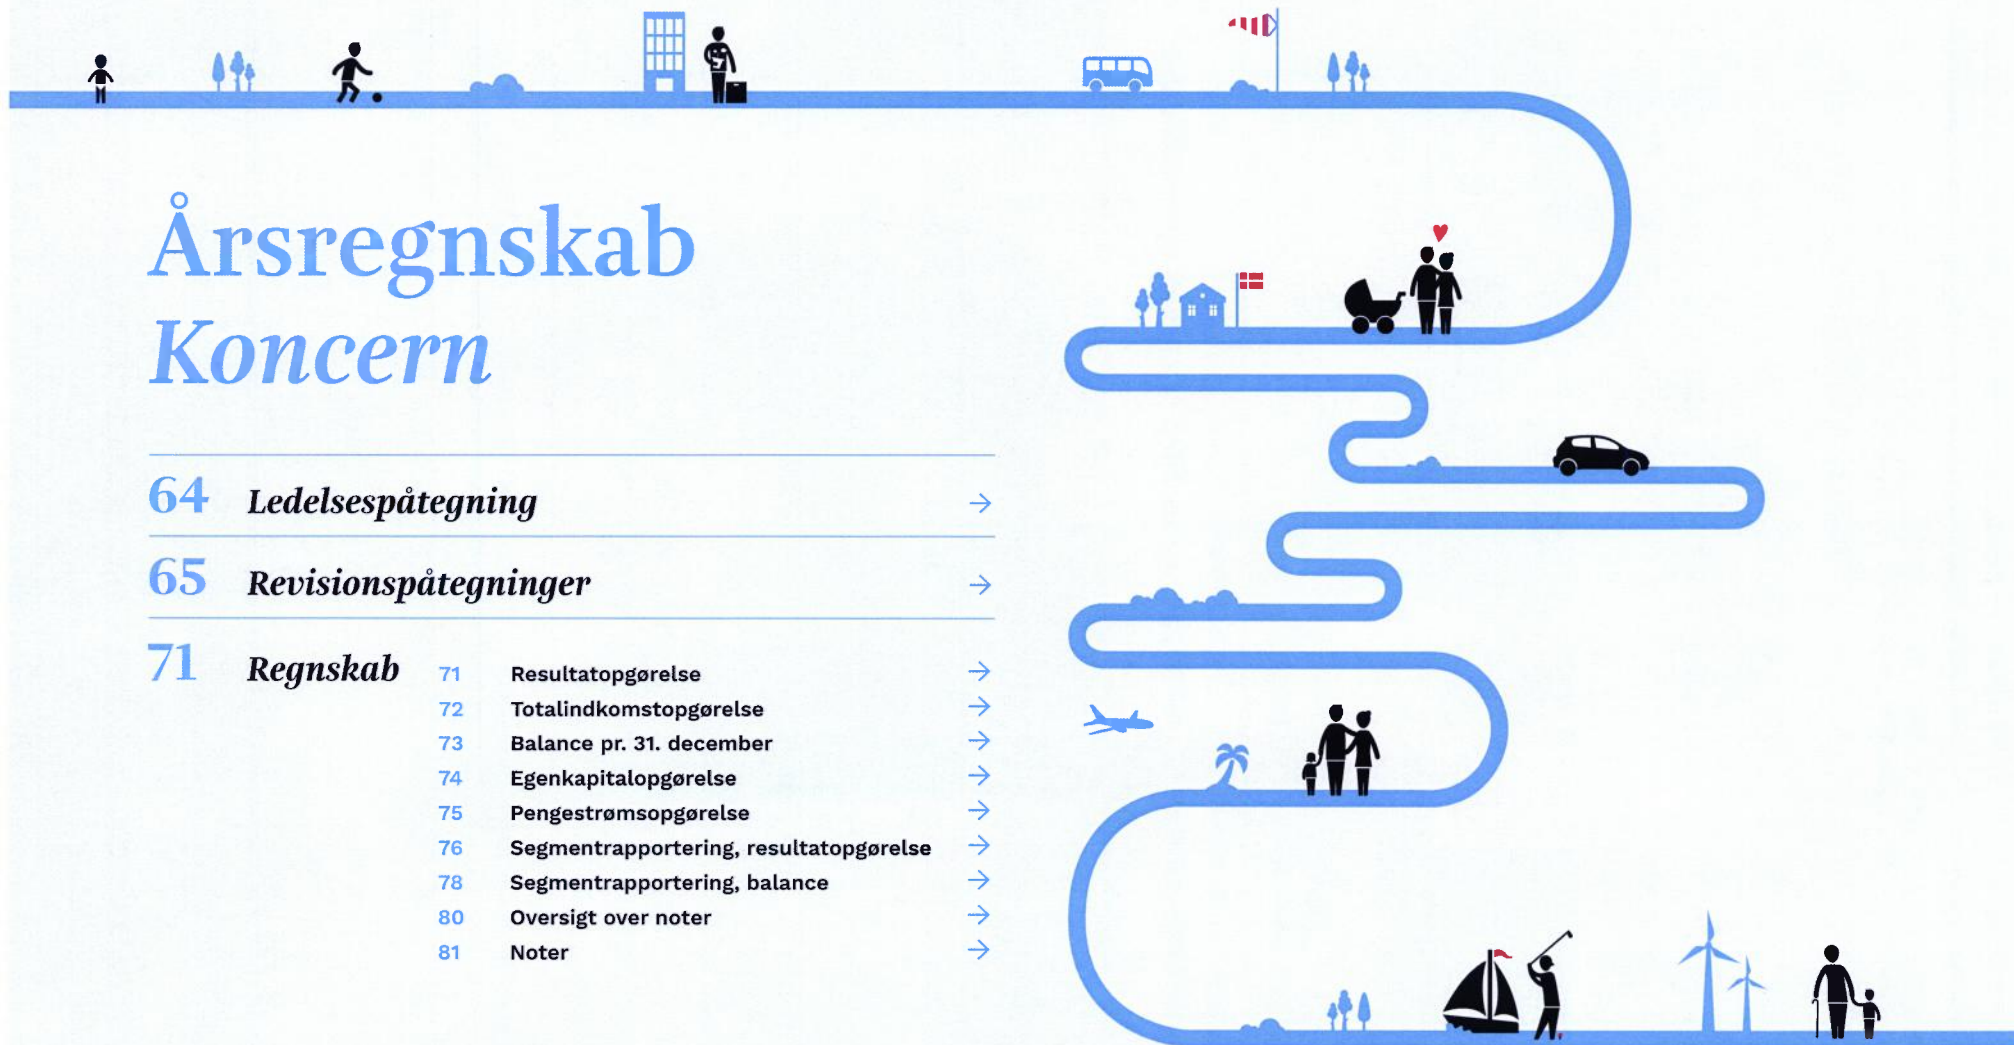 Årsregnskab
Koncern
64 Ledelsespåtegning →
65 Revisionspåtegninger →
71 Regnskab 71 Resultatopgørelse →
72 Totalindkomstopgørelse →
73 Balance pr. 31. december →
74 Egenkapitalopgørelse →
75 Pengestrømsopgørelse →
76 Segmentrapportering, resultatopgørelse →
78 Segmentrapportering, balance →
80 Oversigt over noter →
81 Noter →